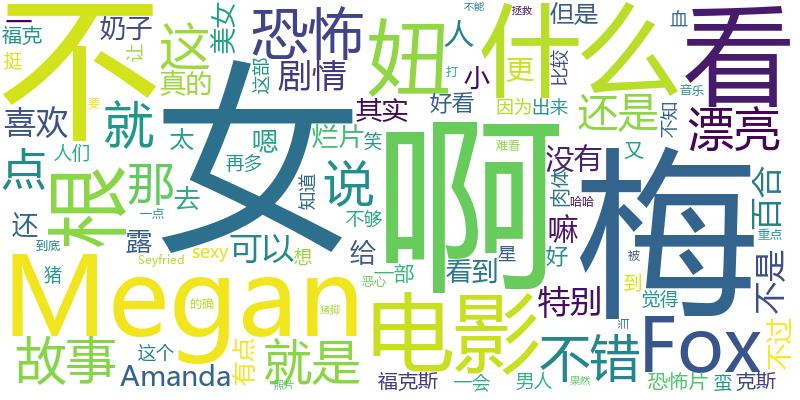 不
女
啊
梅
看
什么
Megan
电影
Fox
妞
根
恐怖
这
奶子
美女
福克
挺
让
人
但是
血
不能
拯救
喜欢
就
真的
剧情
这部
小
更
比较
打
音乐
漂亮
点
人们
太
嗯
烂片
笑
其实
好看
因为
出来
还是
不知
那
去
再多
知道
说
不够
难看
没有
又
肉体
哈哈
百合
还
一点
露
到底
猪
Seyfried
sexy
可以
想
给
一部
恶心
看到
星
嘛
好
被
到
重点
觉得
不是
特别
的确
猪脚
故事
这个
Amanda
有点
就是
照片
福克斯
一会
男人
果然
不错
恐怖片
蛮
克斯
不过
要